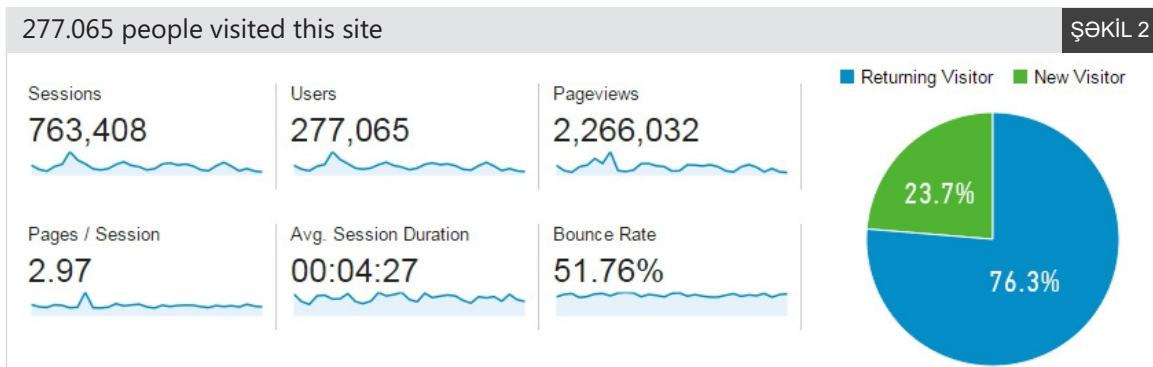 277.065 people visited this site
ŞƏKİL 2
Returning Visitor New Visitor
Sessions
763,408
Users
277,065
Pageviews
2,266,032
Pages / Session
2.97
Avg. Session Duration
00:04:27
Bounce Rate
51.76%
23.7%
76.3%